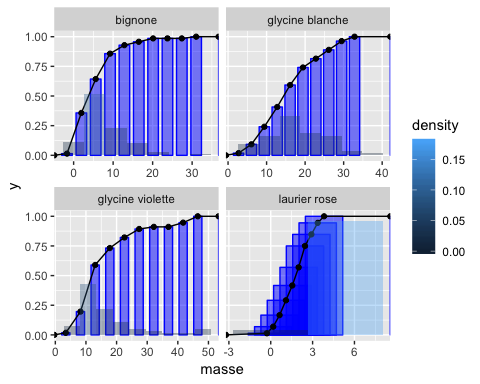 bignone
glycine blanche
1.00
0.75
0.50
0.25
0.00
0 10 20 30
0 10 20 30 40
glycine violette
laurier rose
1.00
0.75
0.50
0.25
0.00
0 10 20 30 40 50
-3 0 3 6
masse
y
density
0.15
0.10
0.05
0.00